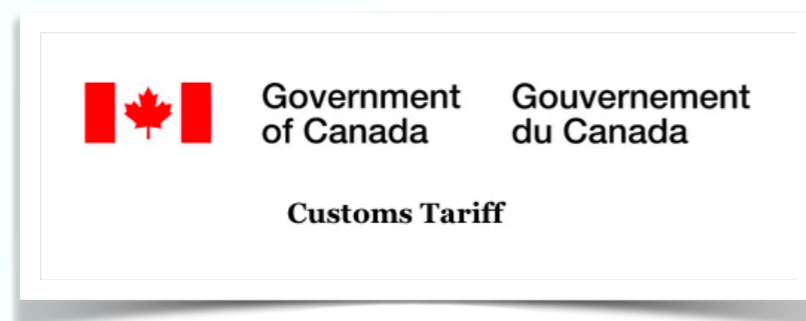 Government of Canada
Gouvernement du Canada
Customs Tariff